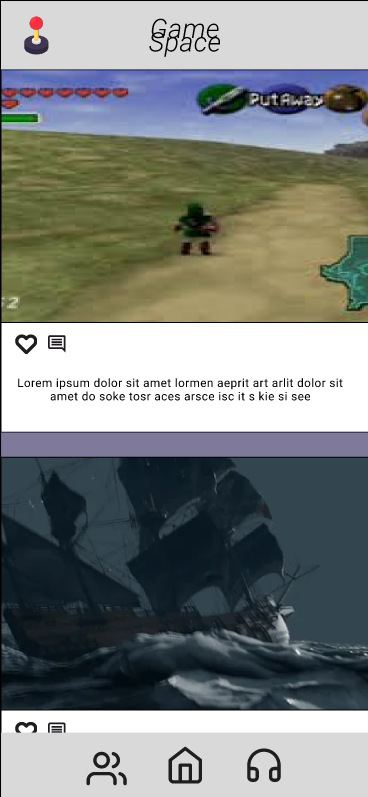 Game
Space
PutAway
52
Lorem ipsum dolor sit amet lormen aeprit art arlit dolor sit
amet do soke tosr aces arsce isc it s kie si see